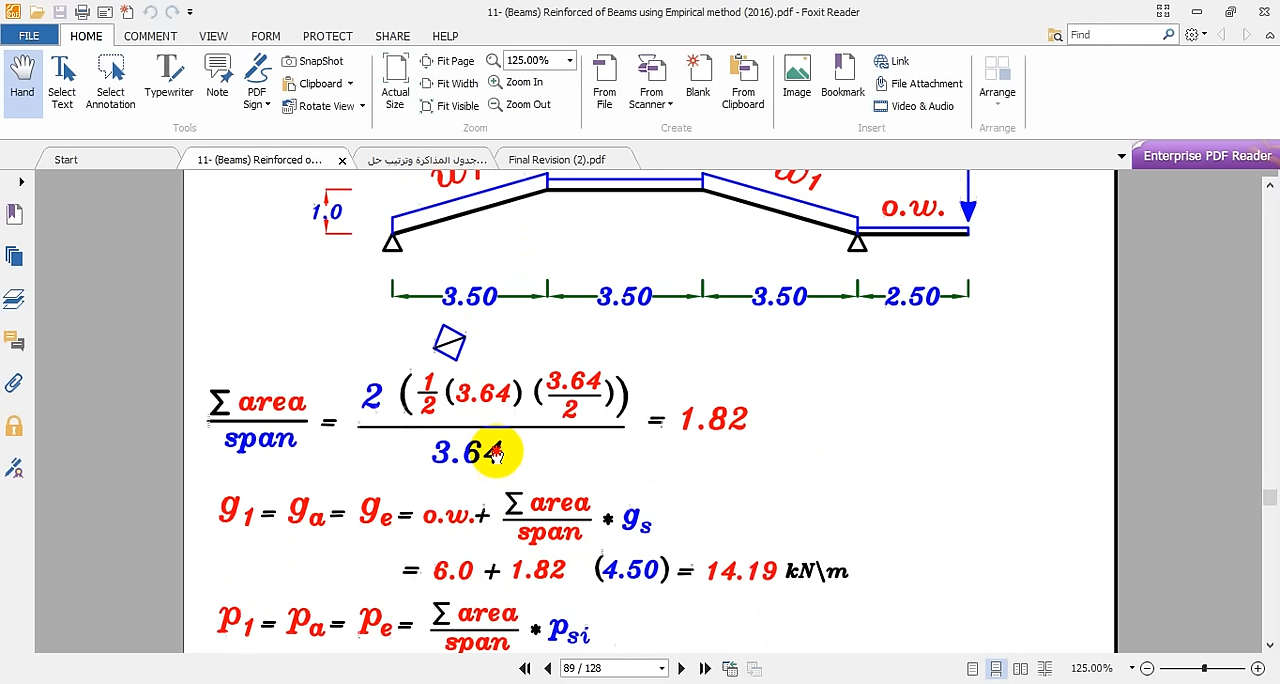 11- (Beams) Reinforced of Beams using Empirical method (2016).pdf - Foxit Reader
FILE HOME COMMENT VIEW FORM PROTECT SHARE HELP Find
Hand
Select Text
Select Annotation
Typewriter
Note
PDF Sign
SnapShot
Clipboard
Rotate View
Tools
Actual Size
Fit Page
Fit Width
Fit Visible
125.00%
Zoom In
Zoom Out
Zoom
From File
From Scanner
Blank
From Clipboard
Create
Image
Bookmark
Link
File Attachment
Video & Audio
Insert
Arrange
Arrange
Start
11- (Beams) Reinforced o...
جدول المذاكرة وترتيب حل...
Final Revision (2).pdf
Enterprise PDF Reader
w1 w1
1.0 o.w.
3.50 3.50 3.50 2.50
∑ area / span = 2 (1/2 (3.64) (3.64/2)) / 3.64 = 1.82
g1 = ga = ge = o.w.+ ∑ area / span * gs
= 6.0 + 1.82 (4.50) = 14.19 kN\m
p1 = pa = pe = ∑ area / span * psi
89 / 128
125.00%